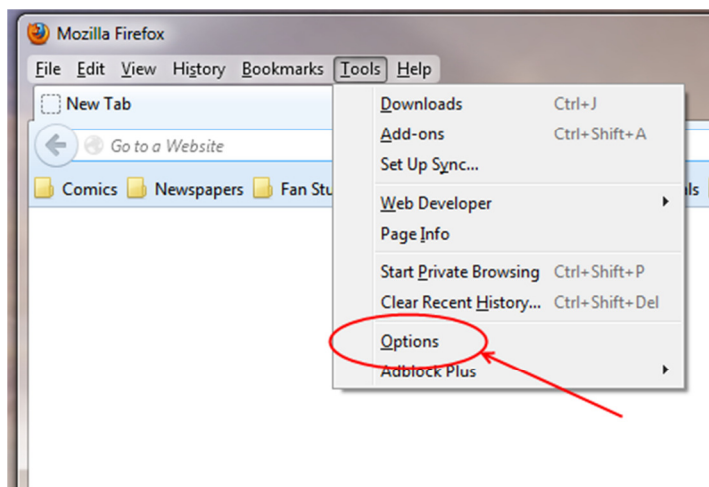 Mozilla Firefox
File Edit View History Bookmarks Tools Help
New Tab
Go to a Website
Comics Newspapers Fan Stu
ls
Downloads Ctrl+J
Add-ons Ctrl+Shift+A
Set Up Sync...
Web Developer
Page Info
Start Private Browsing Ctrl+Shift+P
Clear Recent History... Ctrl+Shift+Del
Options
Adblock Plus